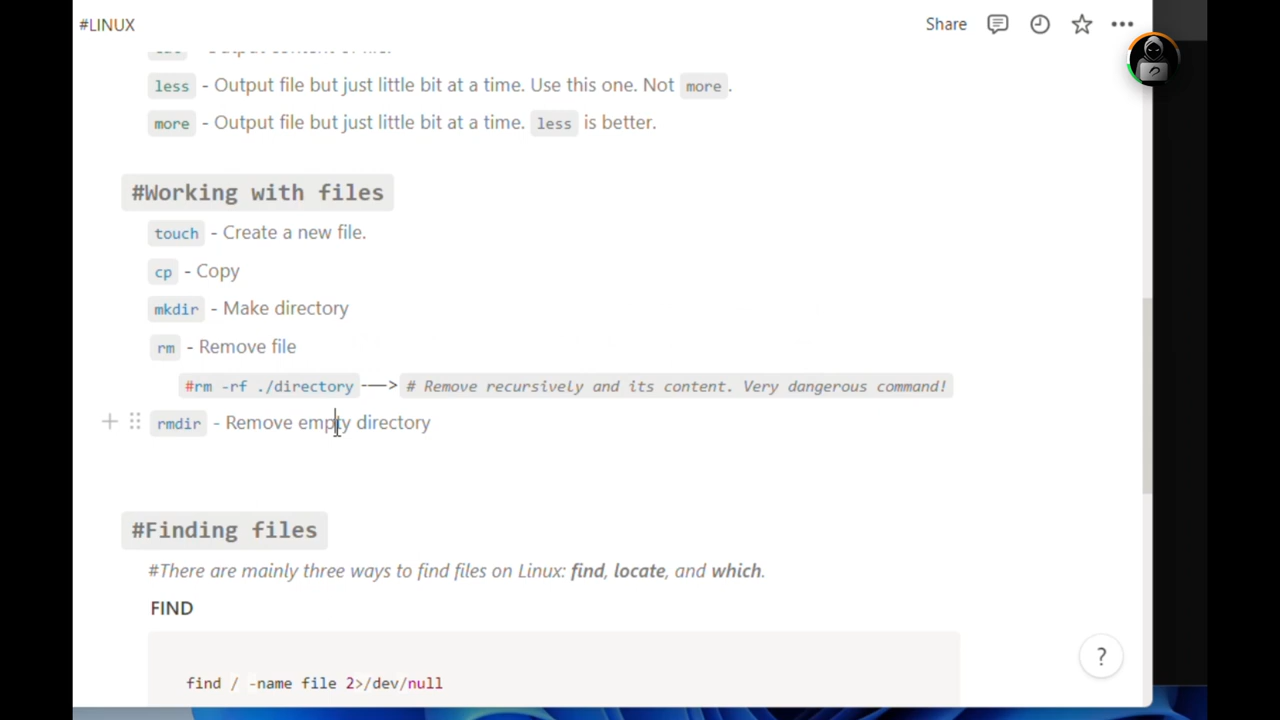 #LINUX
Share
less - Output file but just little bit at a time. Use this one. Not more .
more - Output file but just little bit at a time. less is better.
#Working with files
touch - Create a new file.
cp - Copy
mkdir - Make directory
rm - Remove file
#rm -rf ./directory -—–> # Remove recursively and its content. Very dangerous command!
rmdir - Remove empty directory
#Finding files
#There are mainly three ways to find files on Linux: find, locate, and which.
FIND
find / -name file 2>/dev/null
?